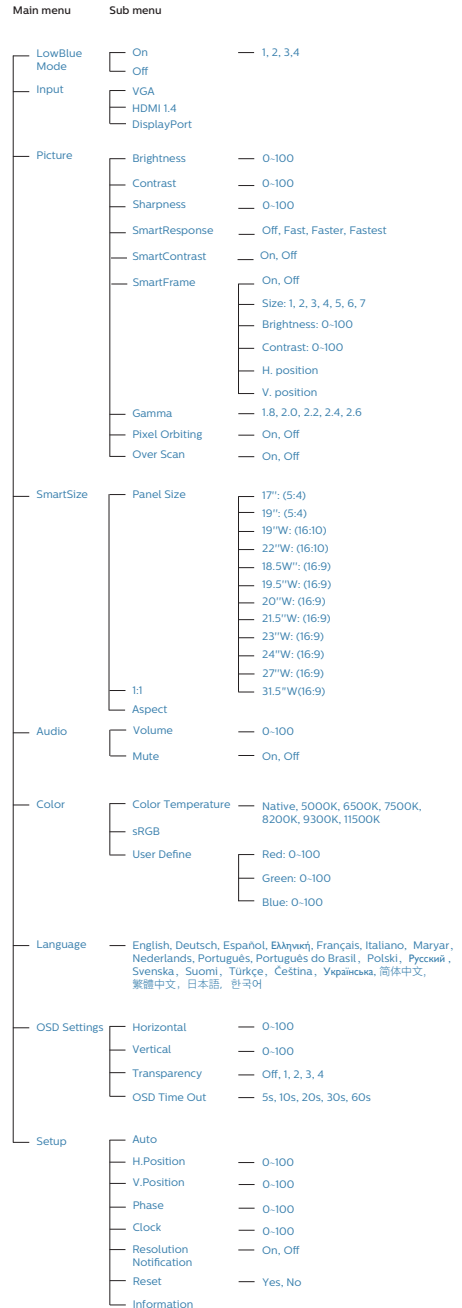 Main menu Sub menu
LowBlue Mode On 1, 2, 3,4
Off
Input VGA
HDMI 1.4
DisplayPort
Picture Brightness 0~100
Contrast 0~100
Sharpness 0~100
SmartResponse Off, Fast, Faster, Fastest
SmartContrast On, Off
SmartFrame On, Off
Size: 1, 2, 3, 4, 5, 6, 7
Brightness: 0~100
Contrast: 0~100
H. position
V. position
Gamma 1.8, 2.0, 2.2, 2.4, 2.6
Pixel Orbiting On, Off
Over Scan On, Off
SmartSize Panel Size 17'': (5:4)
19'': (5:4)
19''W: (16:10)
22''W: (16:10)
18.5W'': (16:9)
19.5''W: (16:9)
20''W: (16:9)
21.5''W: (16:9)
23''W: (16:9)
24''W: (16:9)
27''W: (16:9)
1:1 31.5"W(16:9)
Aspect
Audio Volume 0~100
Mute On, Off
Color Color Temperature Native, 5000K, 6500K, 7500K,
8200K, 9300K, 11500K
sRGB
User Define Red: 0~100
Green: 0~100
Blue: 0~100
Language English, Deutsch, Español, Ελληνική, Français, Italiano, Maryar,
Nederlands, Português, Português do Brasil, Polski, Русский ,
Svenska, Suomi, Türkçe, Čeština, Українська, 简体中文,
繁體中文, 日本語, 한국어
OSD Settings Horizontal 0~100
Vertical 0~100
Transparency Off, 1, 2, 3, 4
OSD Time Out 5s, 10s, 20s, 30s, 60s
Setup Auto
H.Position 0~100
V.Position 0~100
Phase 0~100
Clock 0~100
Resolution Notification On, Off
Reset Yes, No
Information